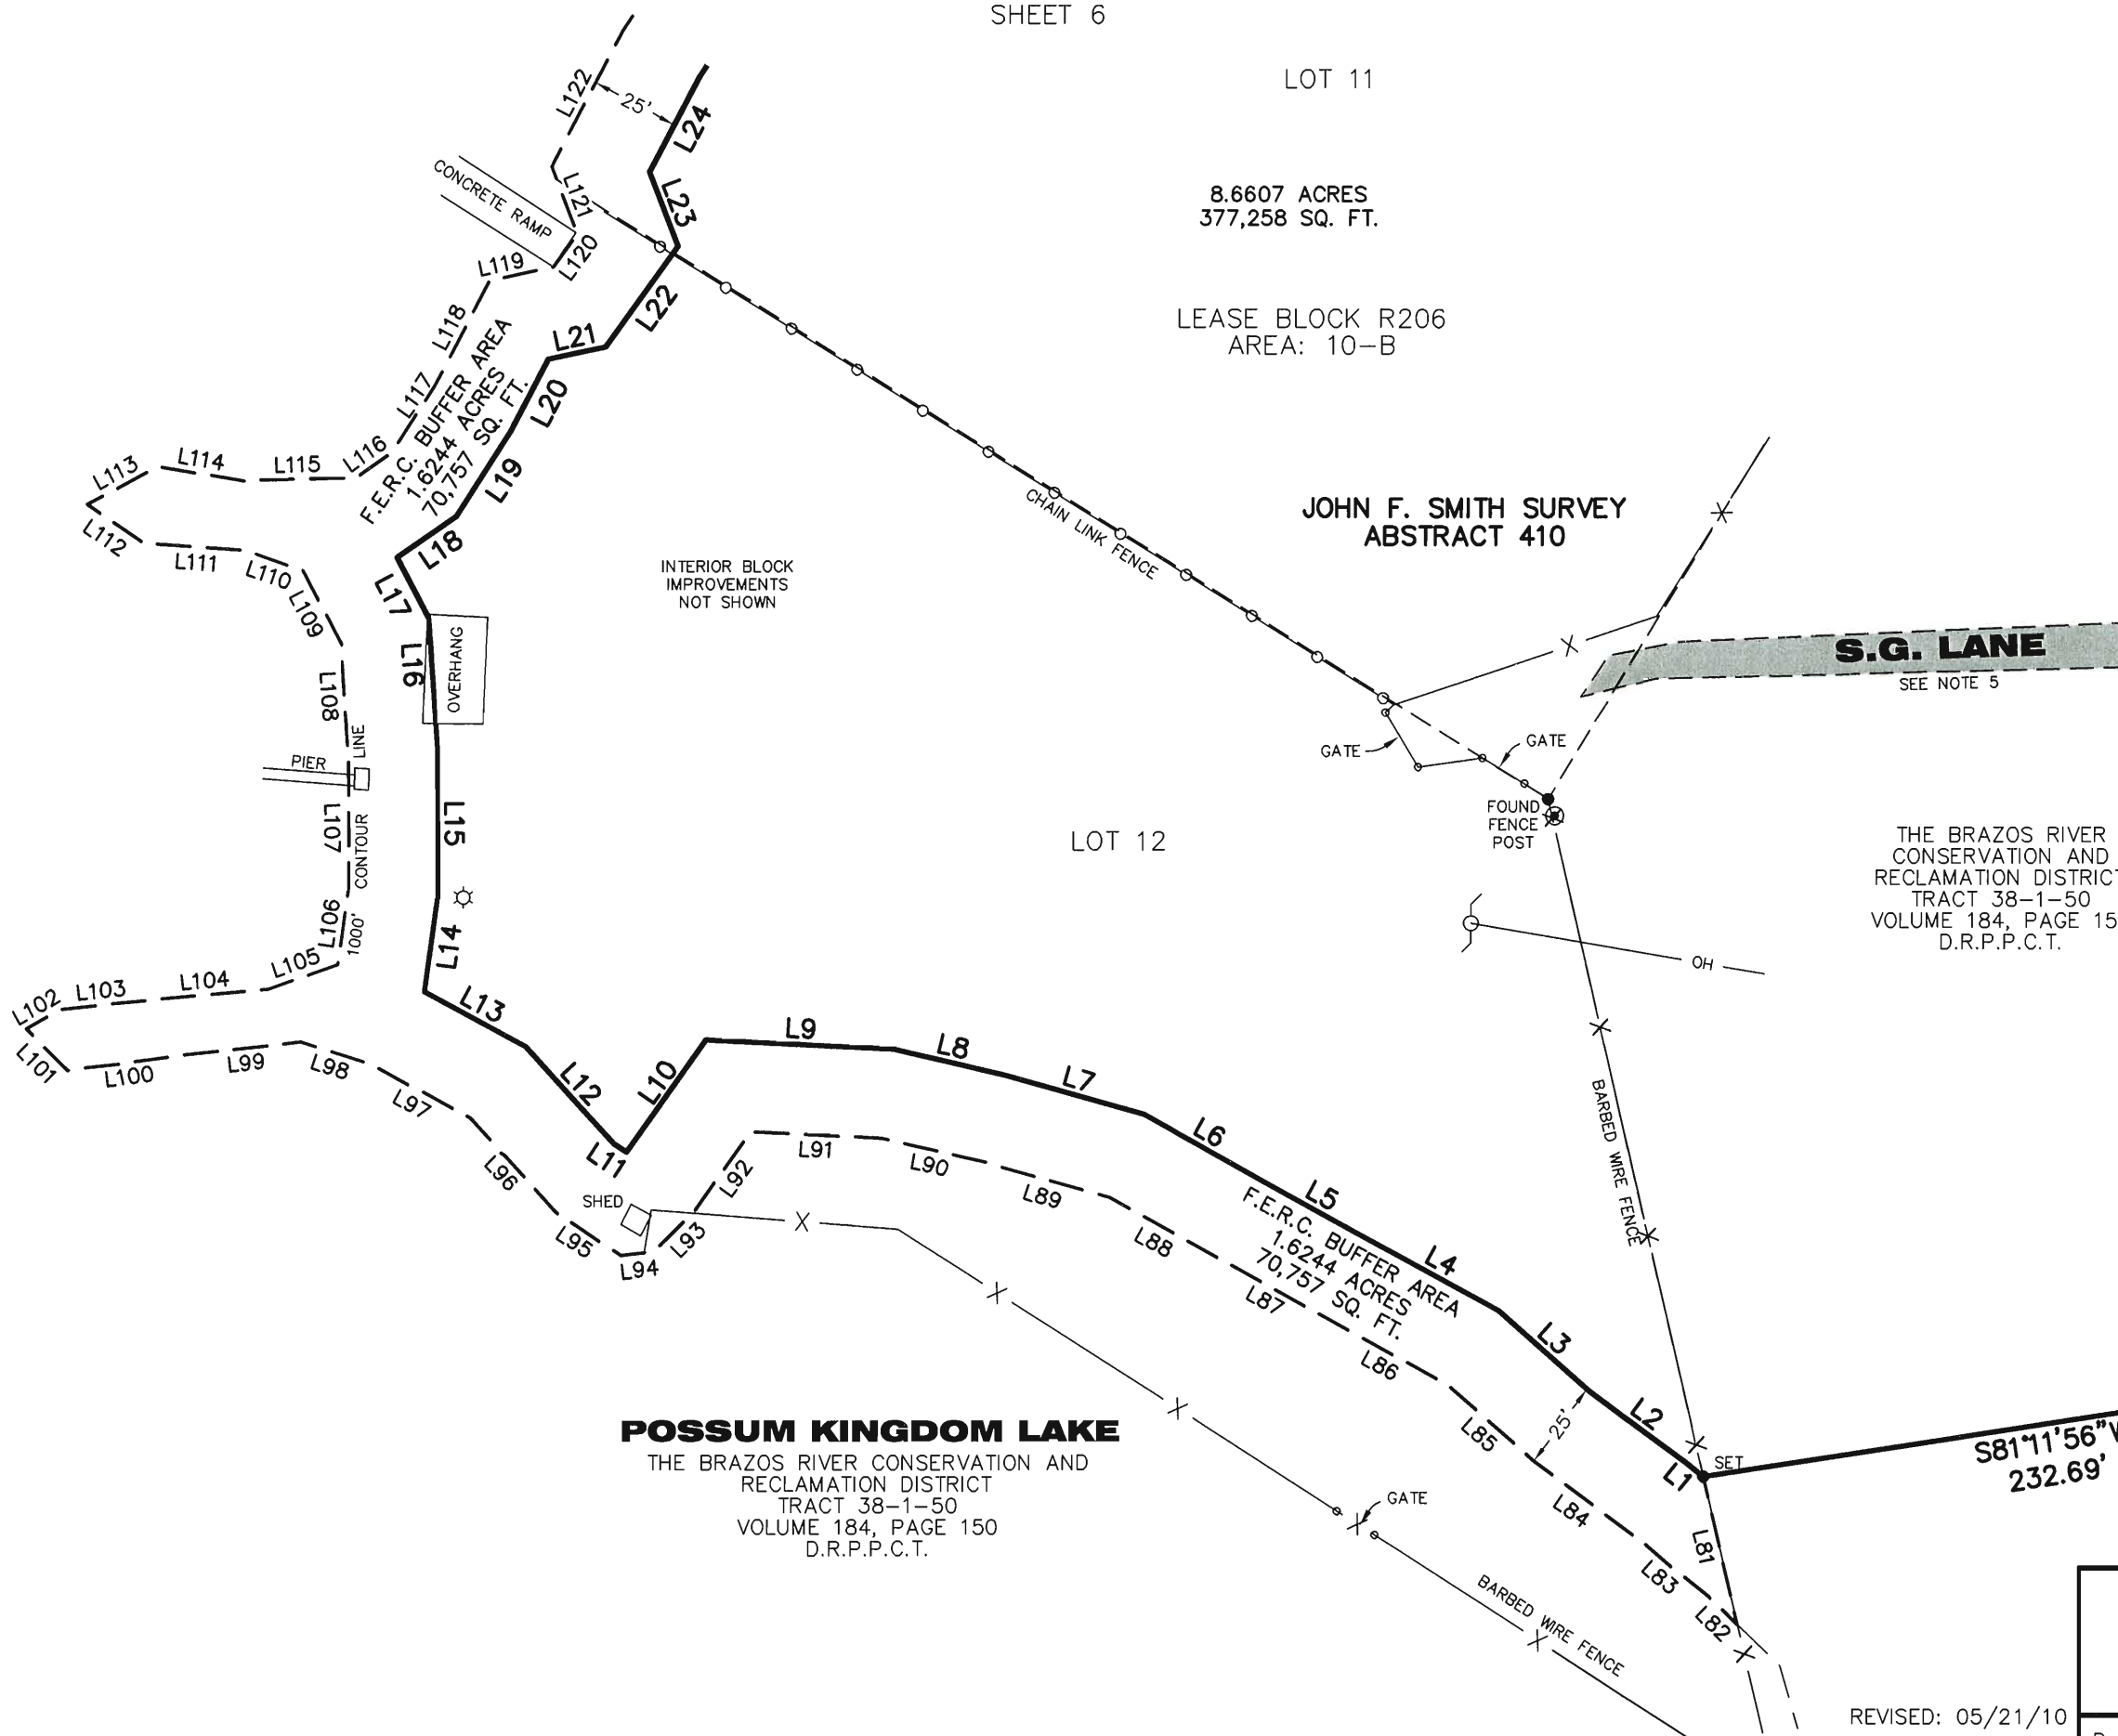 SHEET 6
LOT 11
8.6607 ACRES
377,258 SQ. FT.
LEASE BLOCK R206
AREA: 10-B
JOHN F. SMITH SURVEY
ABSTRACT 410
S.G. LANE
SEE NOTE 5
L122
25'
L24
L121
L23
CONCRETE RAMP
L120
L119
L22
L21
L118
L20
L117
F.E.R.C. BUFFER AREA
1.6244 ACRES
70,757 SQ. FT.
L19
L116
L115
L114
L113
L18
L112
L111
L110
L109
L17
INTERIOR BLOCK
IMPROVEMENTS
NOT SHOWN
CHAIN LINK FENCE
L16
OVERHANG
L108
PIER
LINE
L107
CONTOUR
L15
L106
1000'
L14
L105
L104
L103
L102
L101
L100
L99
L98
L97
L96
L95
L94
L93
L92
L91
L90
L89
L88
L87
L86
L85
L84
L83
L82
L81
L13
L12
L11
L10
L9
L8
L7
L6
L5
L4
L3
L2
L1
SHED
LOT 12
GATE
GATE
FOUND
FENCE
POST
THE BRAZOS RIVER
CONSERVATION AND
RECLAMATION DISTRICT
TRACT 38-1-50
VOLUME 184, PAGE 15
D.R.P.P.C.T.
OH
BARBED WIRE FENCE
F.E.R.C. BUFFER AREA
1.6244 ACRES
70,757 SQ. FT.
25'
SET
S81°11'56"W
232.69'
POSSUM KINGDOM LAKE
THE BRAZOS RIVER CONSERVATION AND
RECLAMATION DISTRICT
TRACT 38-1-50
VOLUME 184, PAGE 150
D.R.P.P.C.T.
GATE
BARBED WIRE FENCE
REVISED: 05/21/10